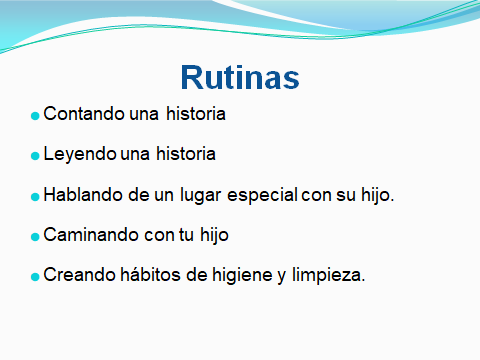 Rutinas
Contando una historia
Leyendo una historia
Hablando de un lugar especial con su hijo.
Caminando con tu hijo
Creando hábitos de higiene y limpieza.